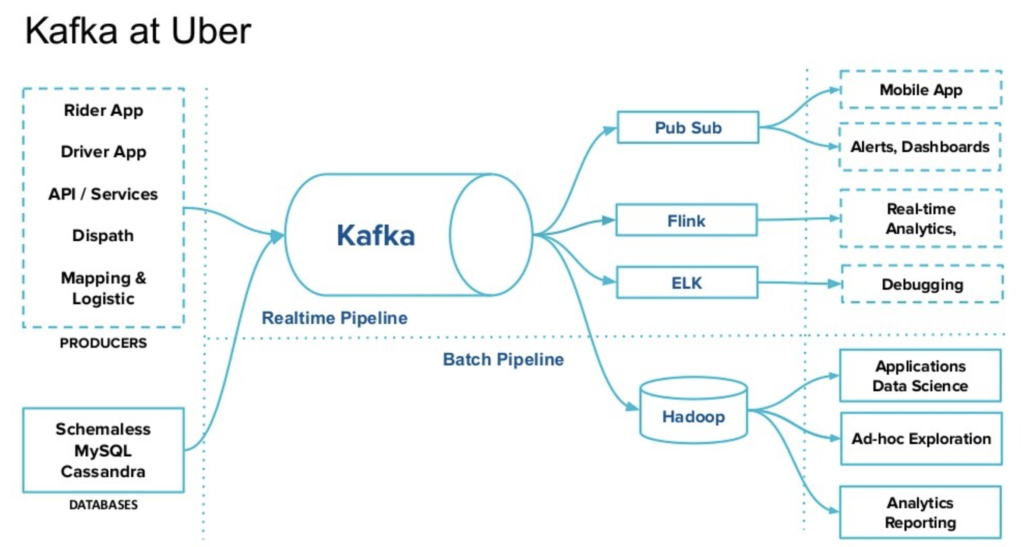 Kafka at Uber
Rider App
Driver App
API / Services
Dispath
Mapping &
Logistic
PRODUCERS
Schemaless
MySQL
Cassandra
DATABASES
Kafka
Realtime Pipeline
Batch Pipeline
Pub Sub
Flink
ELK
Hadoop
Mobile App
Alerts, Dashboards
Real-time
Analytics,
Debugging
Applications
Data Science
Ad-hoc Exploration
Analytics
Reporting